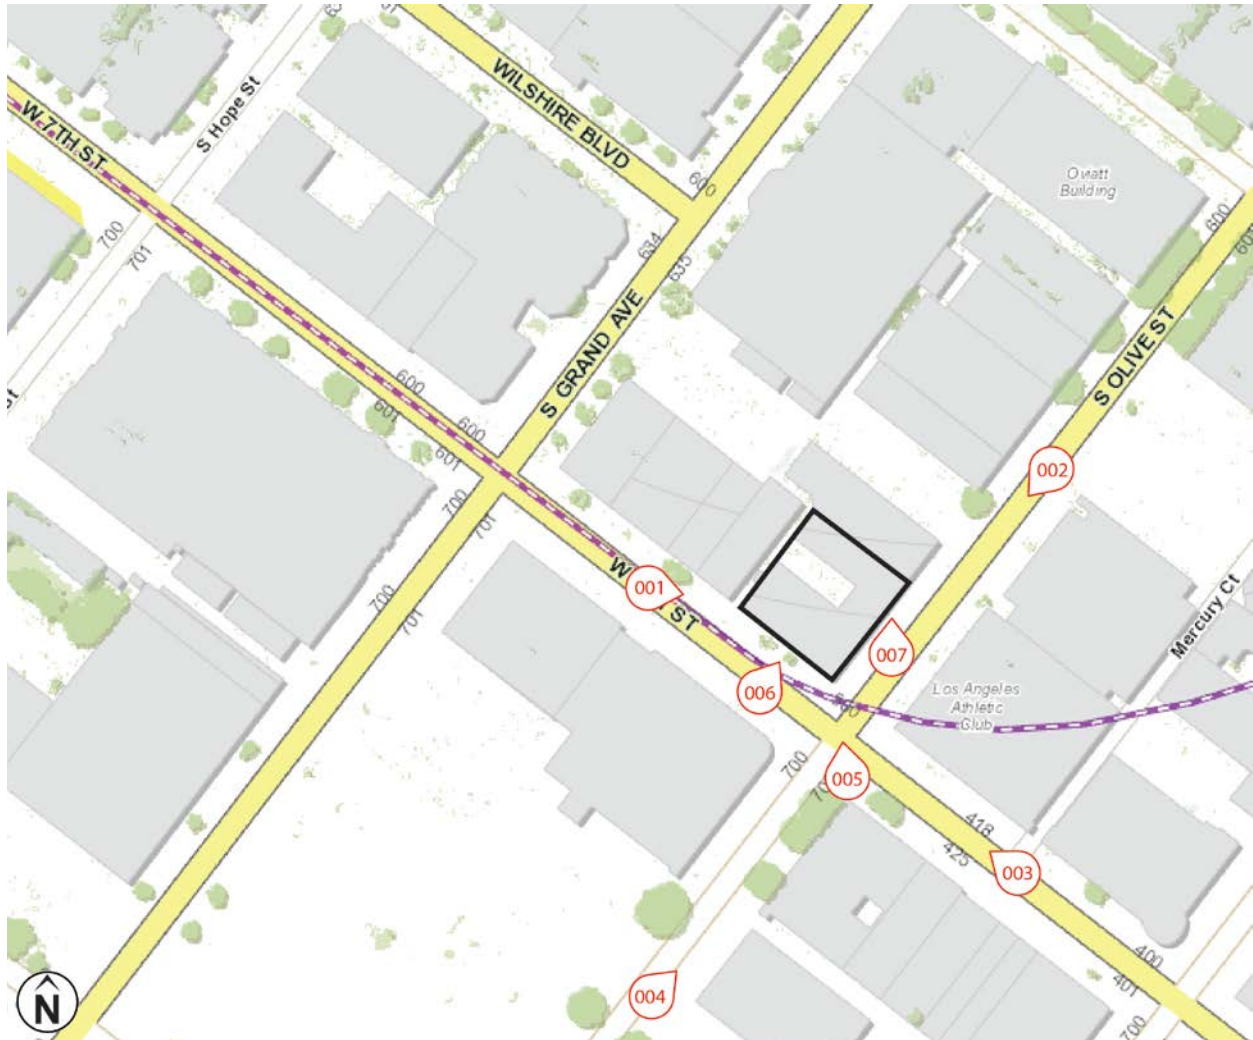 WILSHIRE BLVD
S Hope St
W 7TH ST
600
Oviatt
Building
600
634
635
700
701
S GRAND AVE
S OLIVE ST
600
601
600
601
700
701
002
W
ST
001
700
701
Mercury Ct
007
006
Los Angeles
Athletic
Club
700
005
418
425
003
400
401
004
700
N